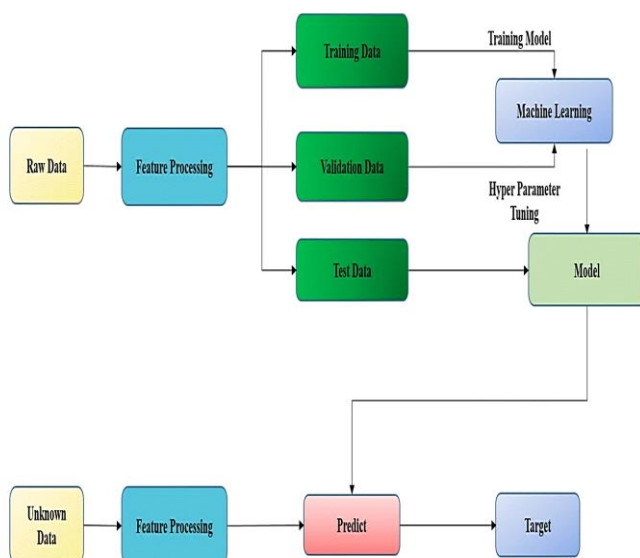 Training Data
Training Model
Machine Learning
Raw Data
Feature Processing
Validation Data
Hyper Parameter
Tuning
Test Data
Model
Unknown
Data
Feature Processing
Predict
Target